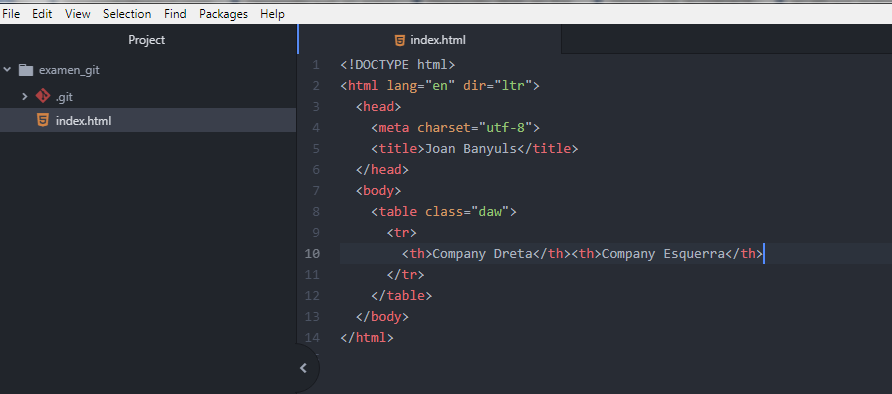 File Edit View Selection Find Packages Help
Project
examen_git
.git
index.html
index.html
1 <!DOCTYPE html>
2 <html lang="en" dir="ltr">
3 <head>
4 <meta charset="utf-8">
5 <title>Joan Banyuls</title>
6 </head>
7 <body>
8 <table class="daw">
9 <tr>
10 <th>Company Dreta</th><th>Company Esquerra</th>
11 </tr>
12 </table>
13 </body>
14 </html>